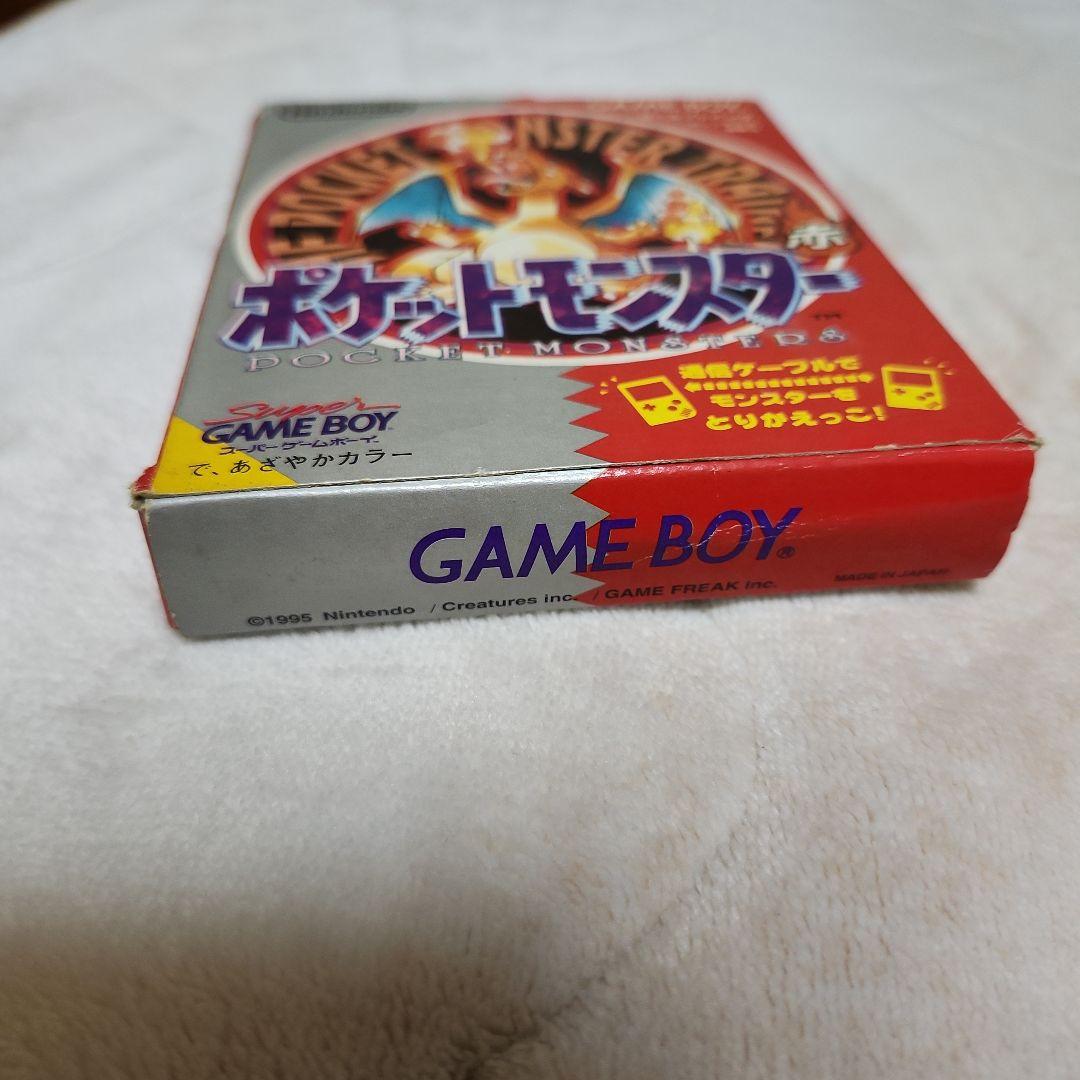 POCKET MONSTER TRAINER
赤
ポケットモンスター
TM
POCKET MONSTERS
通信ケーブルで
モンスターを
とりかえっこ!
Super
GAME BOY
スーパーゲームボーイ
で、あざやかカラー
GAME BOY®
©1995 Nintendo / Creatures inc. / GAME FREAK inc.
MADE IN JAPAN